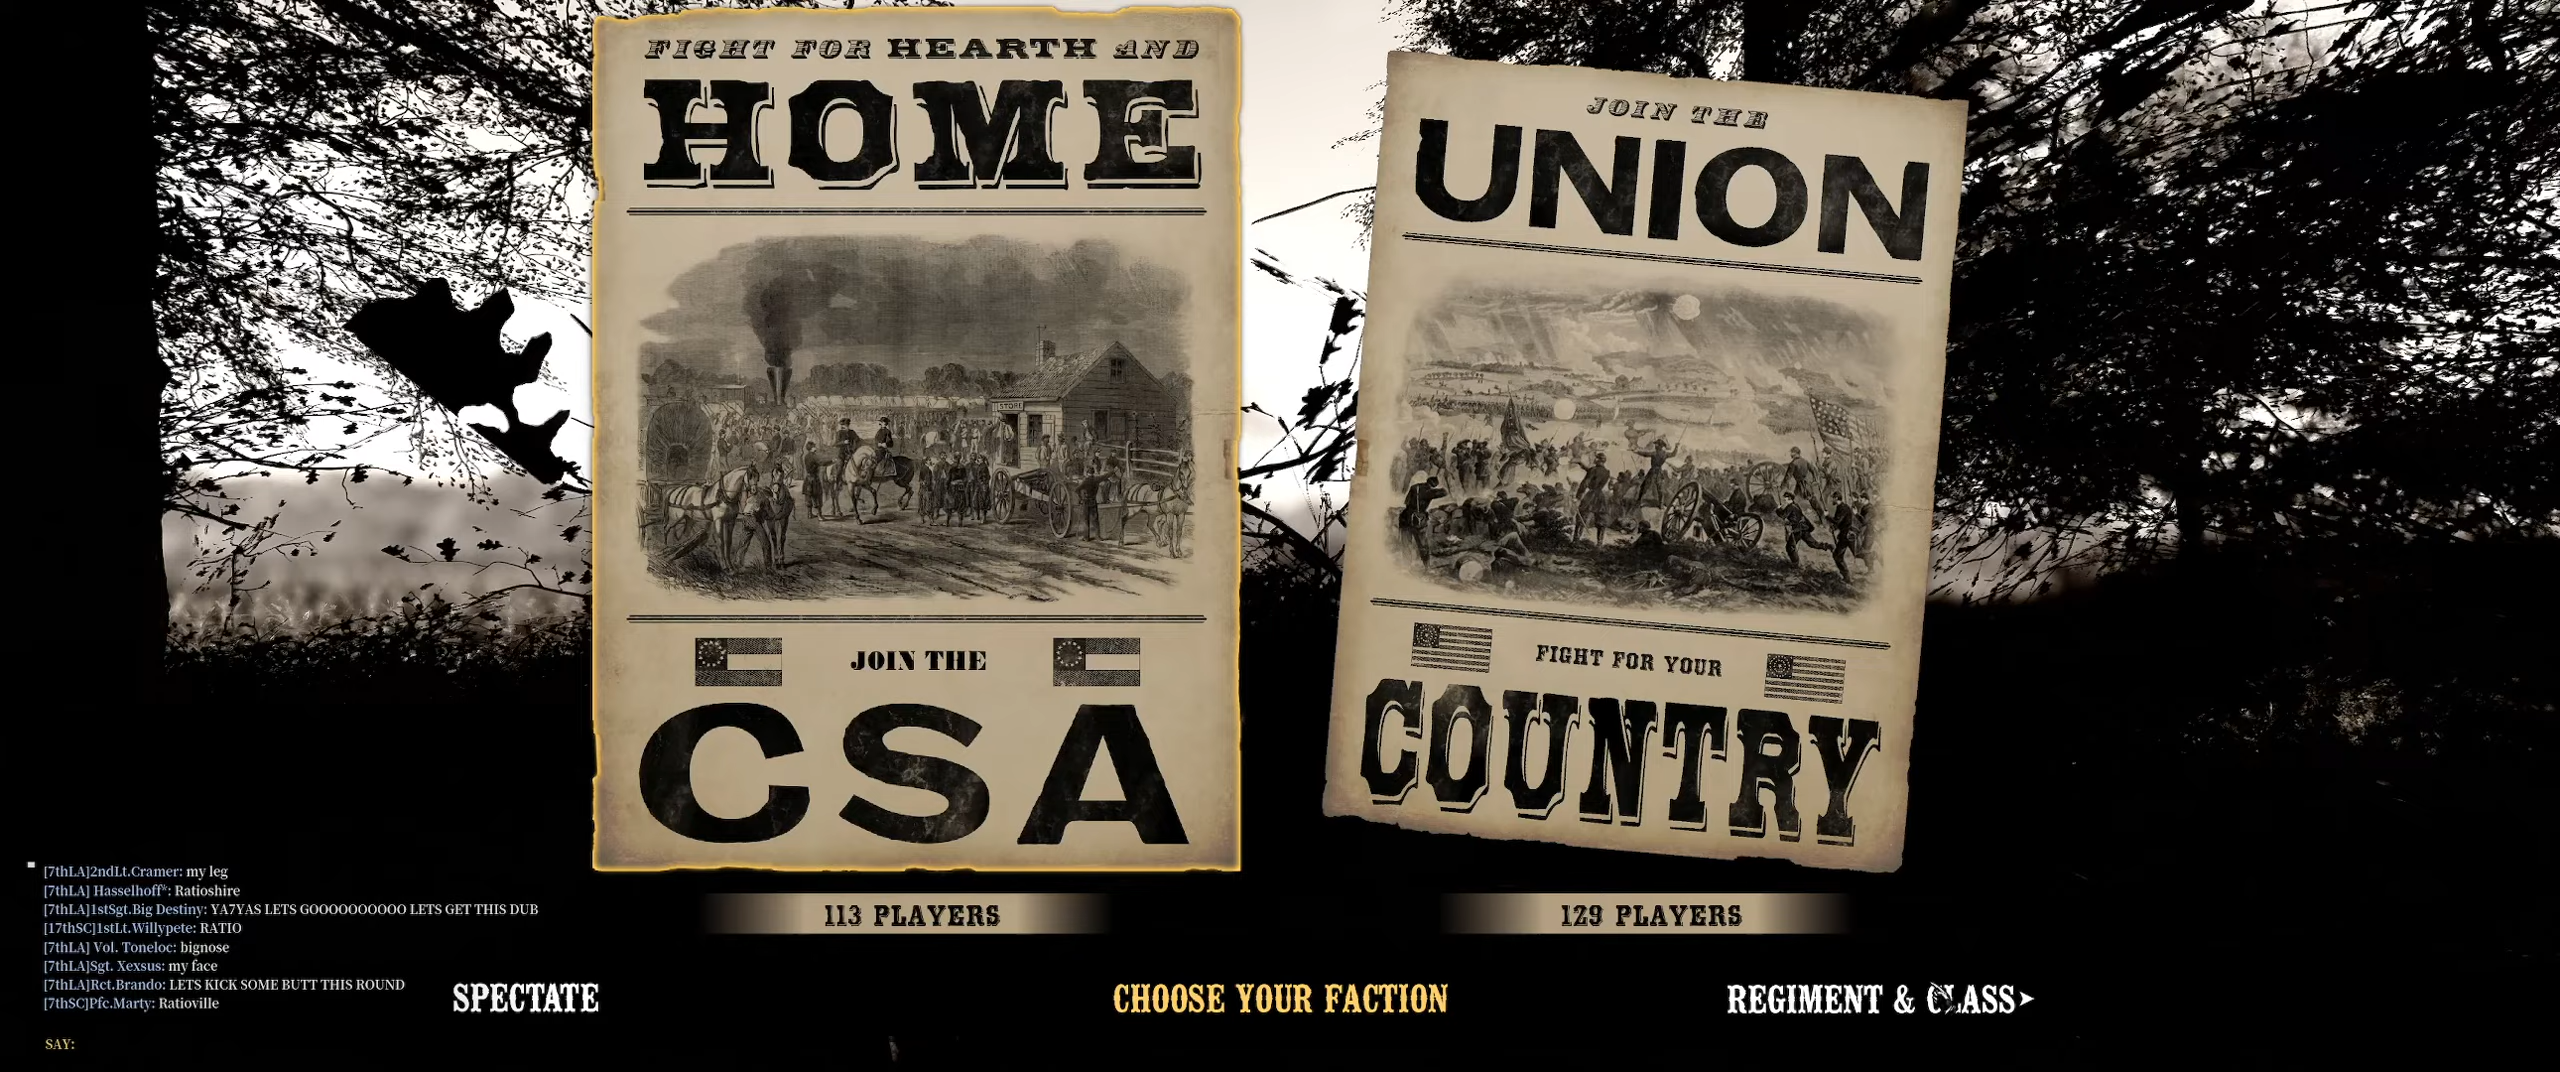 FIGHT FOR HEARTH AND
HOME
STORE
JOIN THE
CSA
113 PLAYERS
JOIN THE
UNION
FIGHT FOR YOUR
COUNTRY
129 PLAYERS
[7thLA]2ndLt.Cramer: my leg
[7thLA] Hasselhoff*: Ratioshire
[7thLA]1stSgt.Big Destiny: YA7YAS LETS GOOOOOOOOOO LETS GET THIS DUB
[17thSC]1stLt.Willypete: RATIO
[7thLA] Vol. Toneloc: bignose
[7thLA]Sgt. Xexsus: my face
[7thLA]Rct.Brando: LETS KICK SOME BUTT THIS ROUND
[7thSC]Pfc.Marty: Ratioville
SAY:
SPECTATE
CHOOSE YOUR FACTION
REGIMENT & CLASS